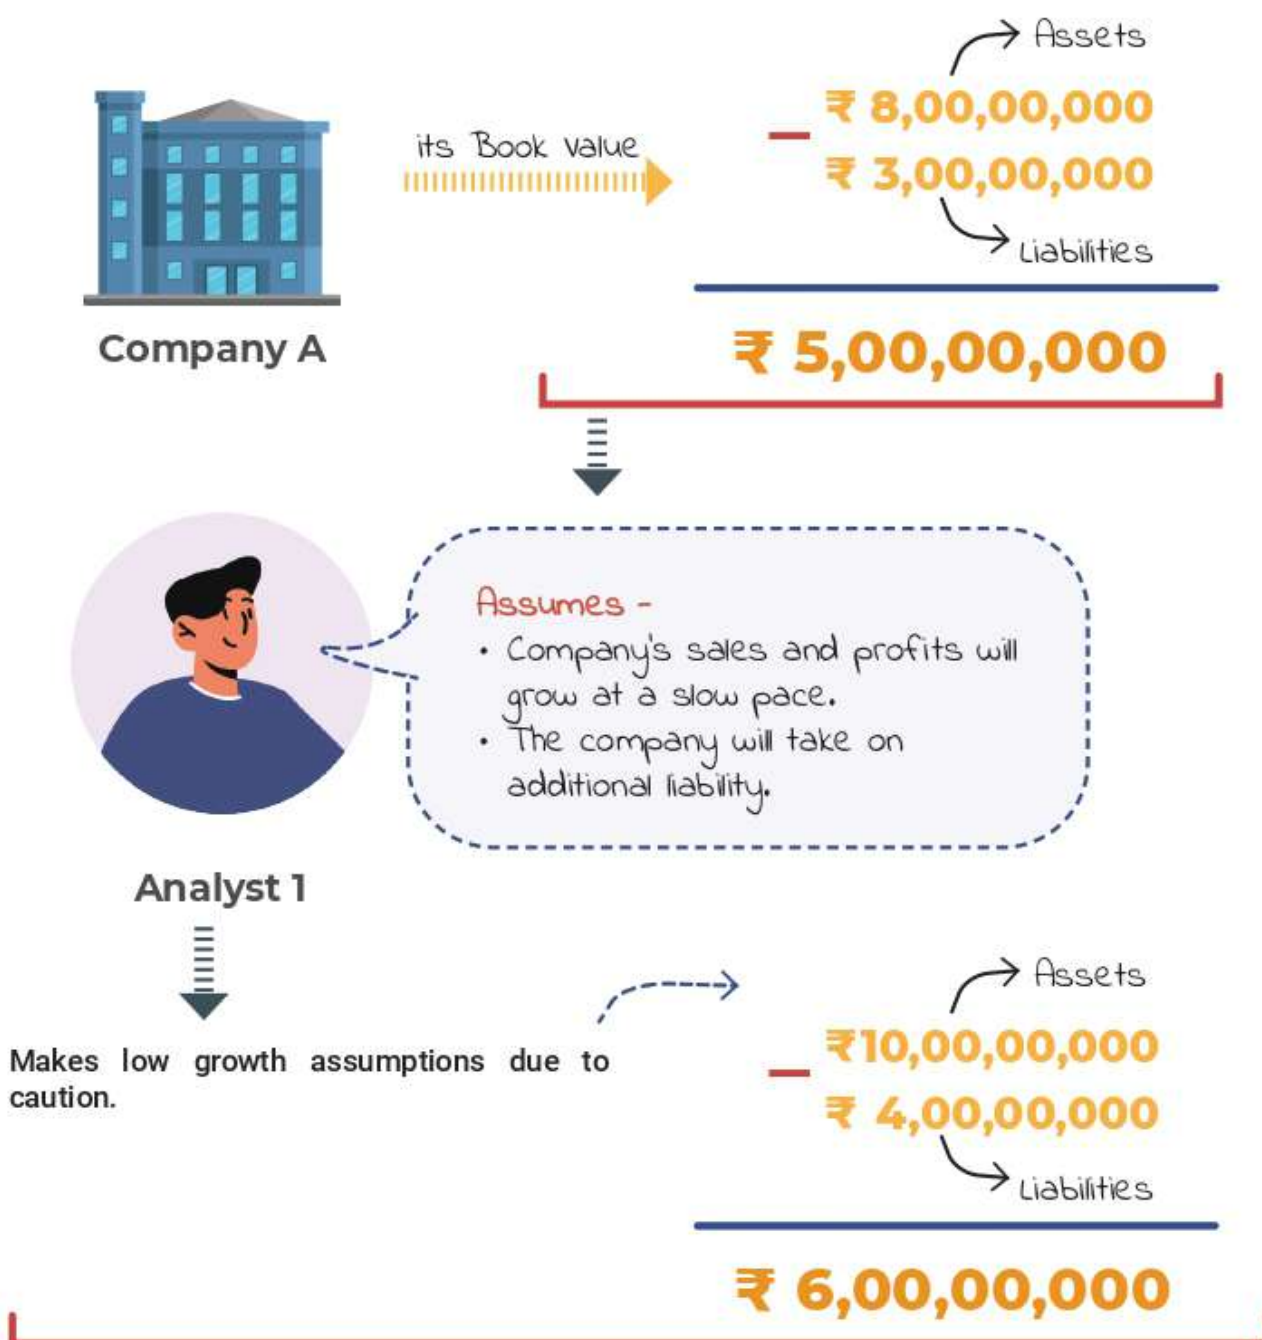 Assets
₹ 8,00,00,000
its Book value
− ₹ 3,00,00,000
Liabilities
Company A
₹ 5,00,00,000
Assumes -
• Company's sales and profits will
grow at a slow pace.
• The company will take on
additional liability.
Analyst 1
Assets
₹10,00,00,000
Makes low growth assumptions due to
caution.
− ₹ 4,00,00,000
Liabilities
₹ 6,00,00,000